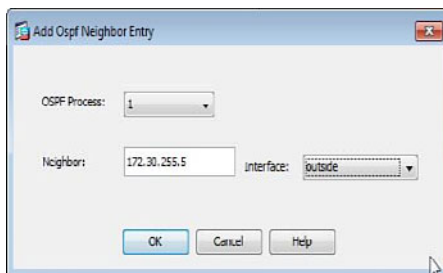 Add Ospf Neighbor Entry
OSPF Process: 1
Neighbor: 172.30.255.5 Interface: outside
OK Cancel Help